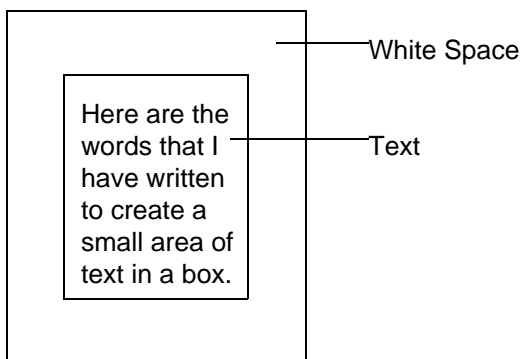 White Space
Here are the
words that I
have written
to create a
small area of
text in a box.
Text